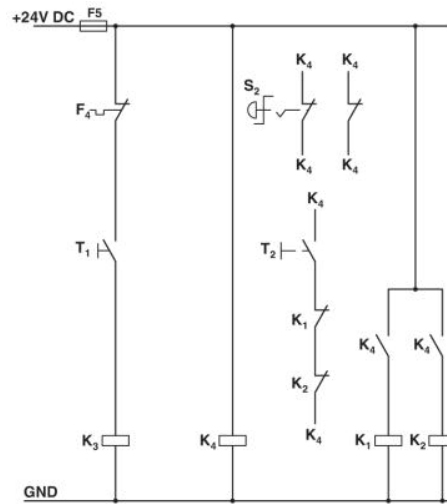 F5
+24V DC
K4 K4
S2
F4
K4 K4
K4
T1 T2
K1
K4 K4
K2
K4
K3 K4 K1 K2
GND